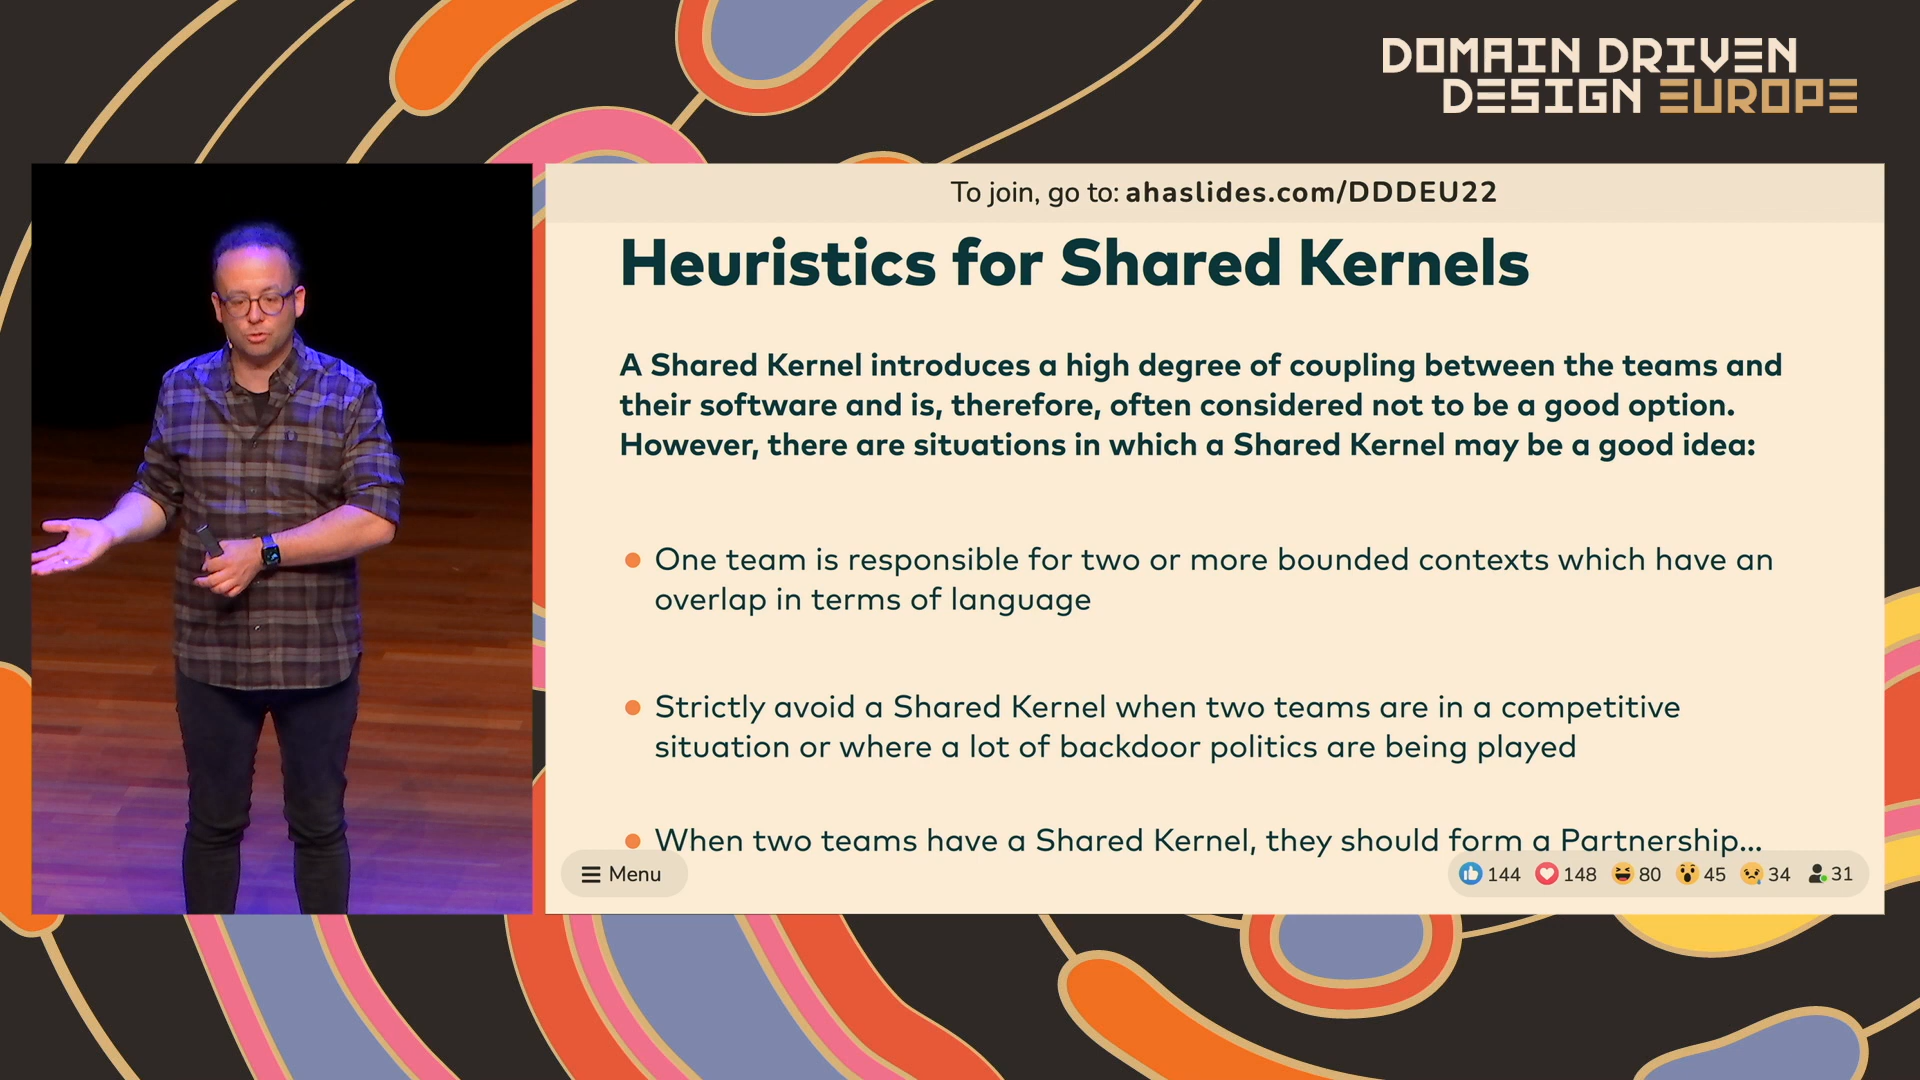 DOMAIN DRIVEN
DESIGN EUROPE
To join, go to: ahaslides.com/DDDEU22
Heuristics for Shared Kernels
A Shared Kernel introduces a high degree of coupling between the teams and
their software and is, therefore, often considered not to be a good option.
However, there are situations in which a Shared Kernel may be a good idea:
One team is responsible for two or more bounded contexts which have an
overlap in terms of language
Strictly avoid a Shared Kernel when two teams are in a competitive
situation or where a lot of backdoor politics are being played
When two teams have a Shared Kernel, they should form a Partnership...
Menu
144 148 80 45 34 31